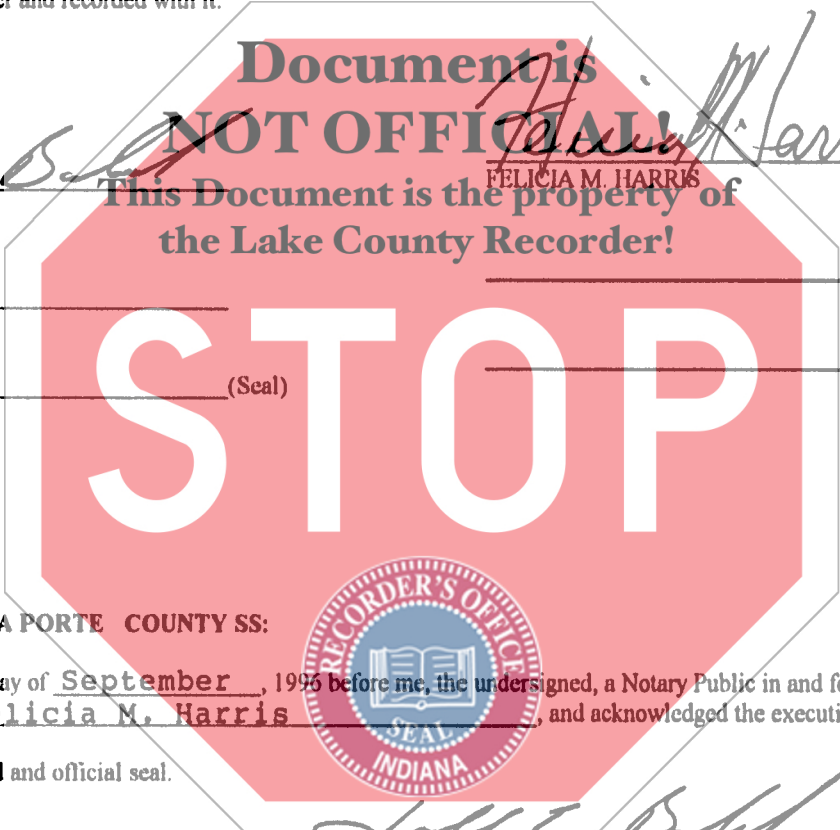 er and recorded with it.
Document is
NOT OFFICIAL!
This Document is the property of
the Lake County Recorder!
FELICIA M. HARRIS
(Seal)
STOP
A PORTE COUNTY SS:
RECORDER'S OFFICE
SEAL
INDIANA
ay of September, 1996 before me, the undersigned, a Notary Public in and fo
licia M. Harris, and acknowledged the executi
and official seal.